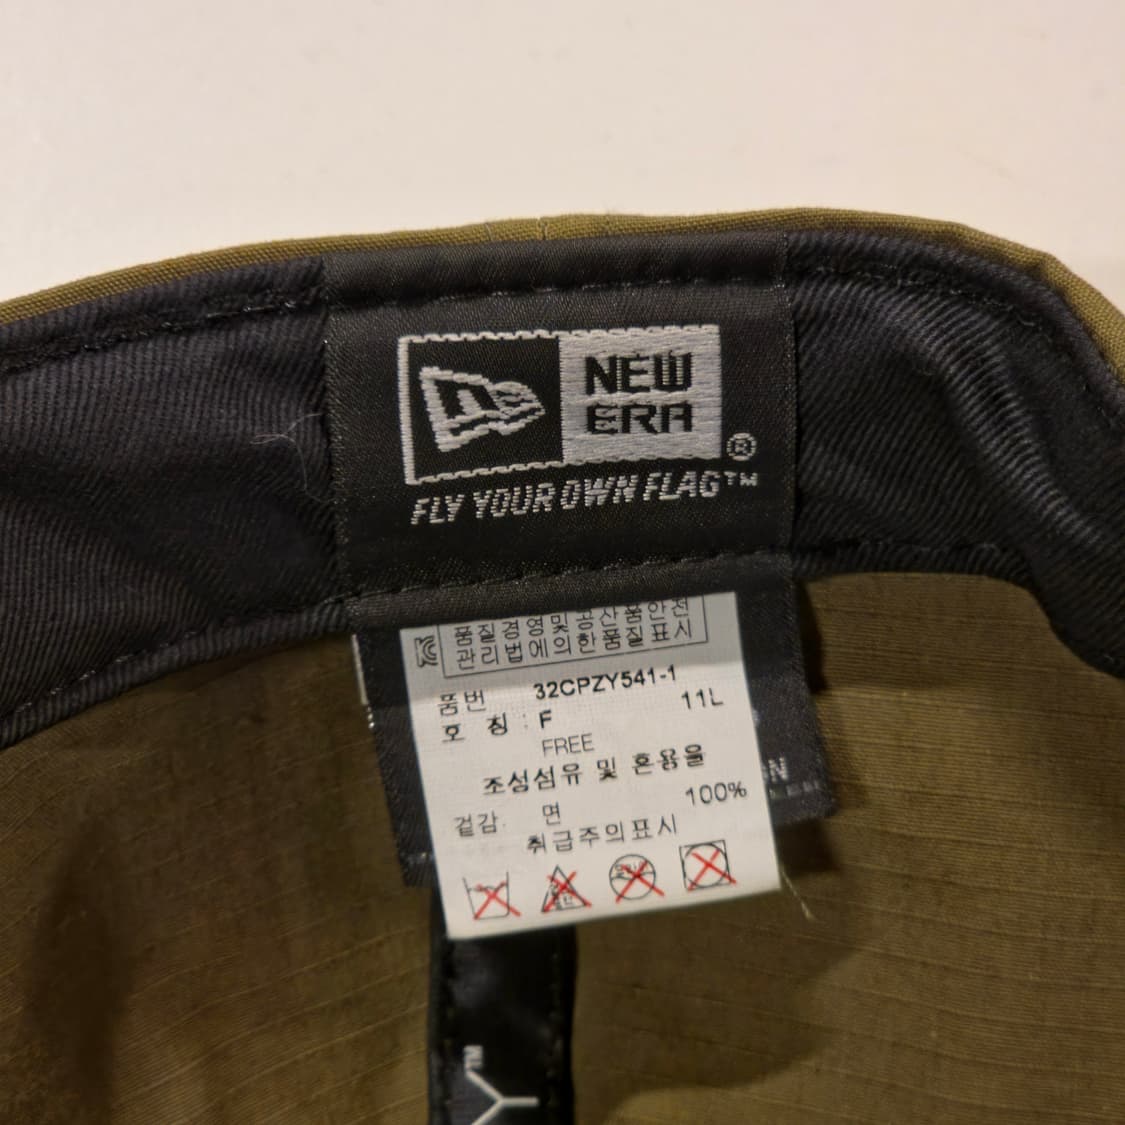 NEW
ERA
®
FLY YOUR OWN FLAG™
품질경영및공산품안전
관리법에의한품질표시
품번 32CPZY541-1
11L
호 칭 : F
FREE
조성섬유 및 혼용율
겉감. 면 100%
취급주의표시
Y™